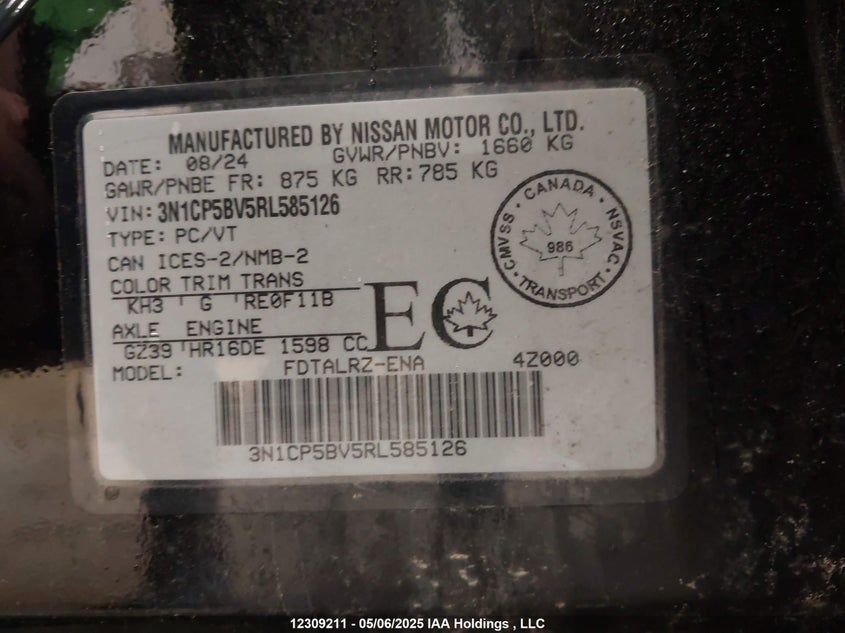 MANUFACTURED BY NISSAN MOTOR CO., LTD.
DATE: 08/24 GVWR/PNBV: 1660 KG
GAWR/PNBE FR: 875 KG RR: 785 KG
VIN: 3N1CP5BV5RL585126
TYPE: PC/VT
CAN ICES-2/NMB-2
COLOR TRIM TRANS
KH3 G RE0F11B
AXLE ENGINE
GZ39 HR16DE 1598 CC
MODEL: FDTALRZ-ENA 4Z000
EC
CANADA
CMVSS · NSVAC
986
TRANSPORT
3N1CP5BV5RL585126
12309211 - 05/06/2025 IAA Holdings , LLC